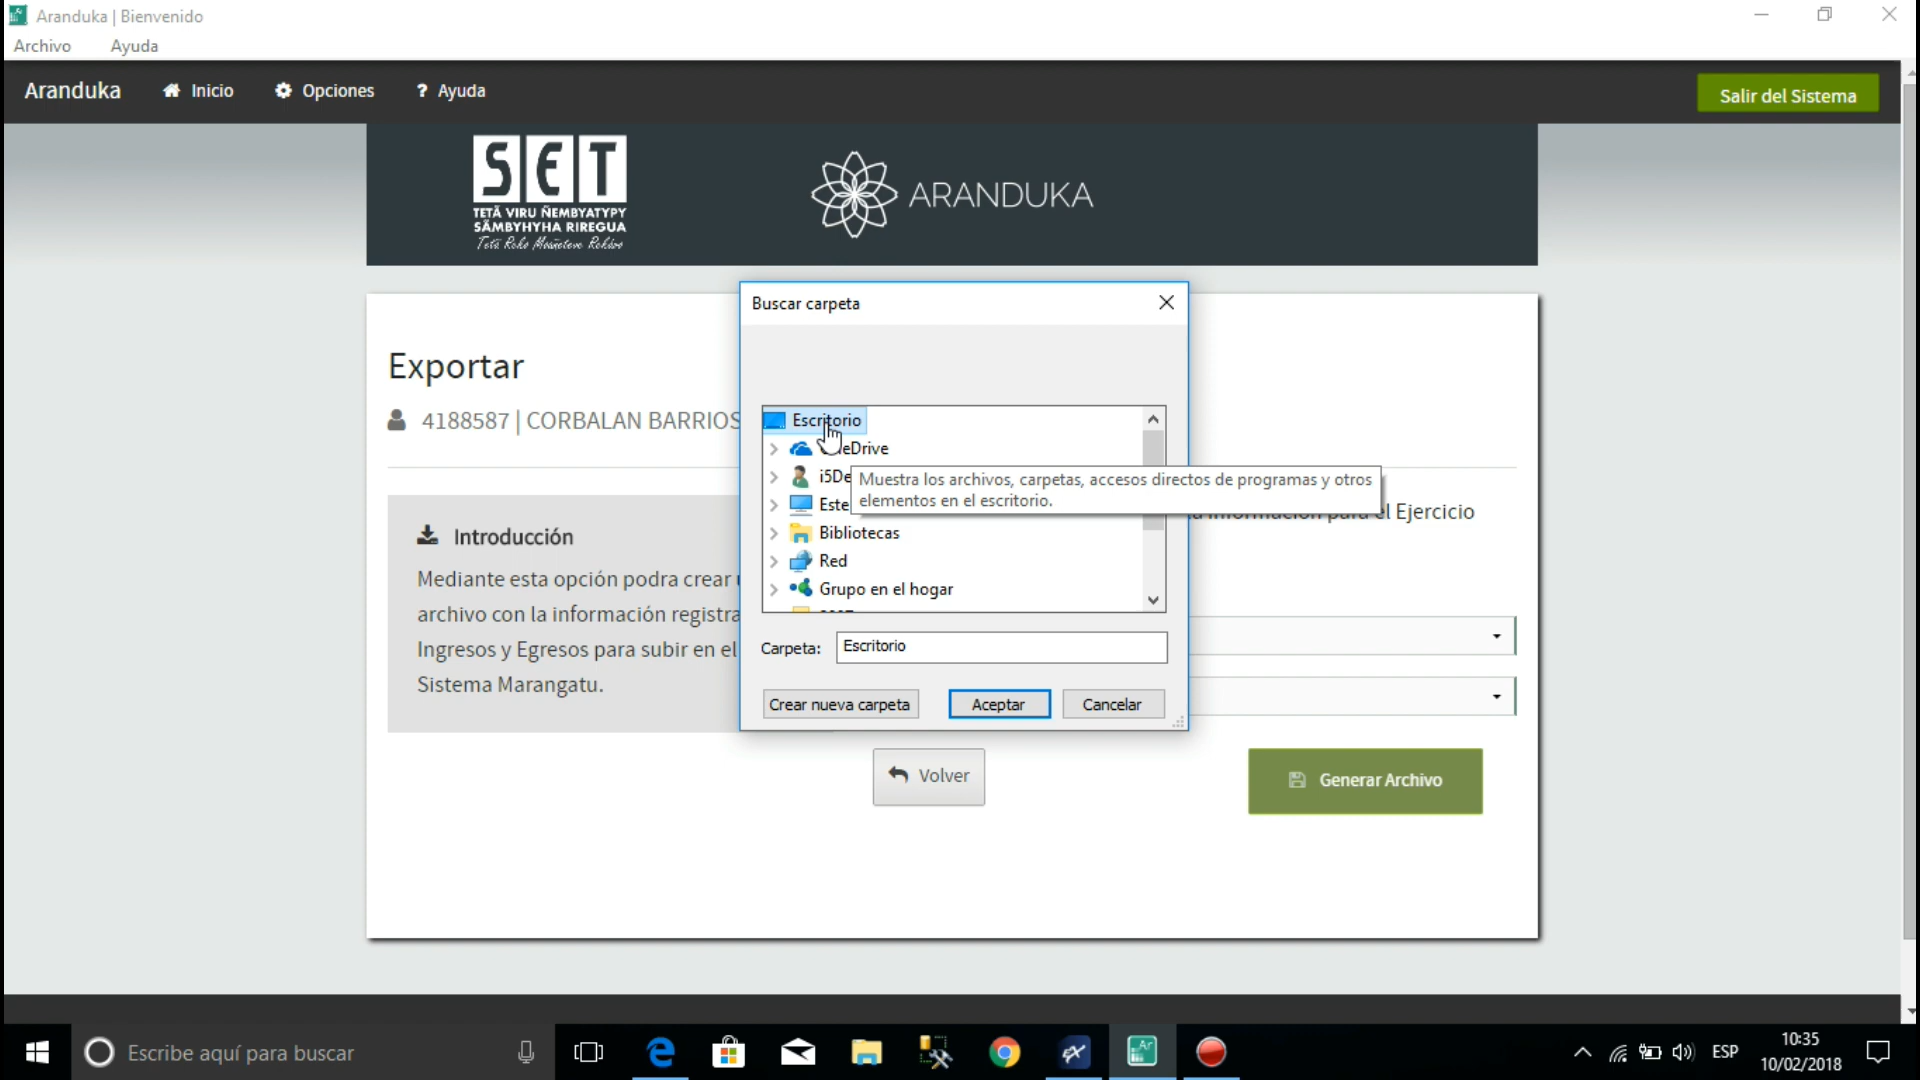 Aranduka | Bienvenido
Archivo Ayuda
Aranduka Inicio Opciones ? Ayuda Salir del Sistema
SET
TETÃ VIRU ÑEMBYATYPY
SÃMBYHYHA RIREGUA
ARANDUKA
Buscar carpeta
Exportar
4188587 | CORBALAN BARRIOS
Escritorio
OneDrive
i5De
Este
Muestra los archivos, carpetas, accesos directos de programas y otros
elementos en el escritorio.
el Ejercicio
Bibliotecas
Red
Grupo en el hogar
Introducción
Mediante esta opción podra crear
archivo con la información registra
Ingresos y Egresos para subir en el
Sistema Marangatu.
Carpeta: Escritorio
Crear nueva carpeta Aceptar Cancelar
Volver
Generar Archivo
Escribe aquí para buscar
ESP
10:35
10/02/2018